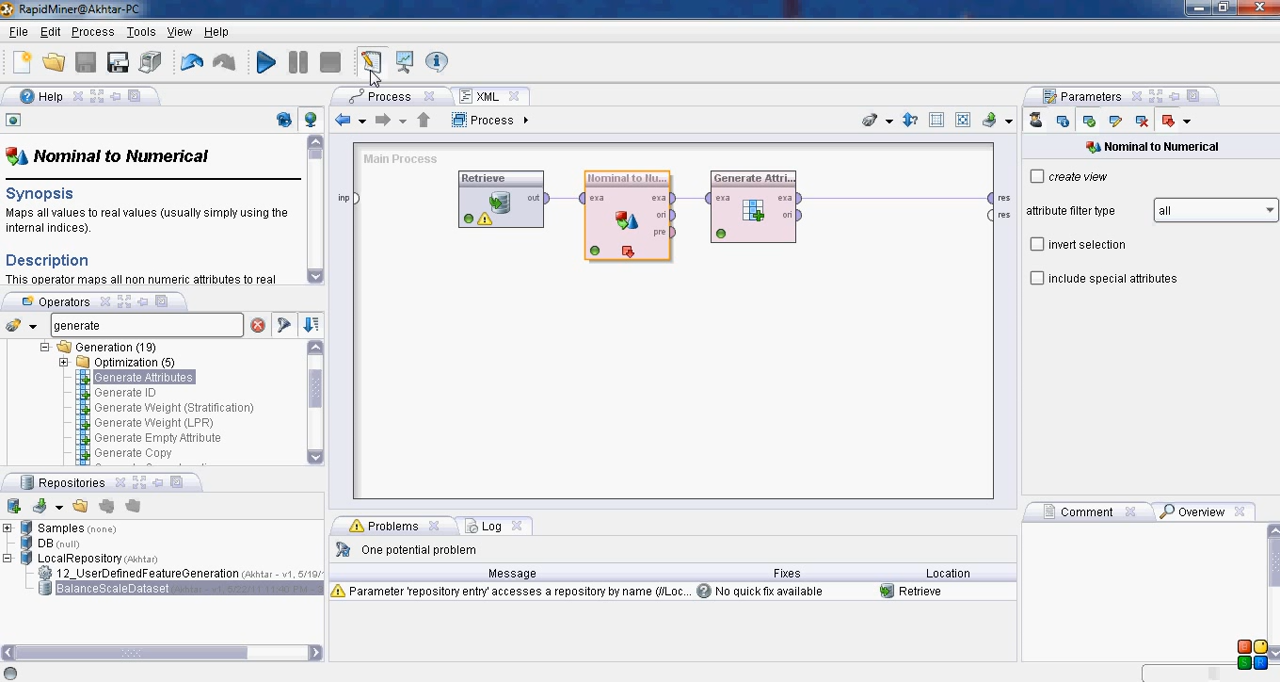 RapidMiner@Akhtar-PC
File Edit Process Tools View Help
Help
Nominal to Numerical
Synopsis
Maps all values to real values (usually simply using the
internal indices).
Description
This operator maps all non numeric attributes to real
Operators
generate
Generation (19)
Optimization (5)
Generate Attributes
Generate ID
Generate Weight (Stratification)
Generate Weight (LPR)
Generate Empty Attribute
Generate Copy
Repositories
Samples (none)
DB (null)
LocalRepository (Akhtar)
12_UserDefinedFeatureGeneration (Akhtar - v1, 5/19/
BalanceScaleDataset
Process XML
Process
Main Process
inp
Retrieve
out
Nominal to Nu...
exa exa
ori
pre
Generate Attri...
exa exa
ori
res
res
Problems Log
One potential problem
Message Fixes Location
Parameter 'repository entry' accesses a repository by name (//Loc... No quick fix available Retrieve
Parameters
Nominal to Numerical
create view
attribute filter type all
invert selection
include special attributes
Comment Overview